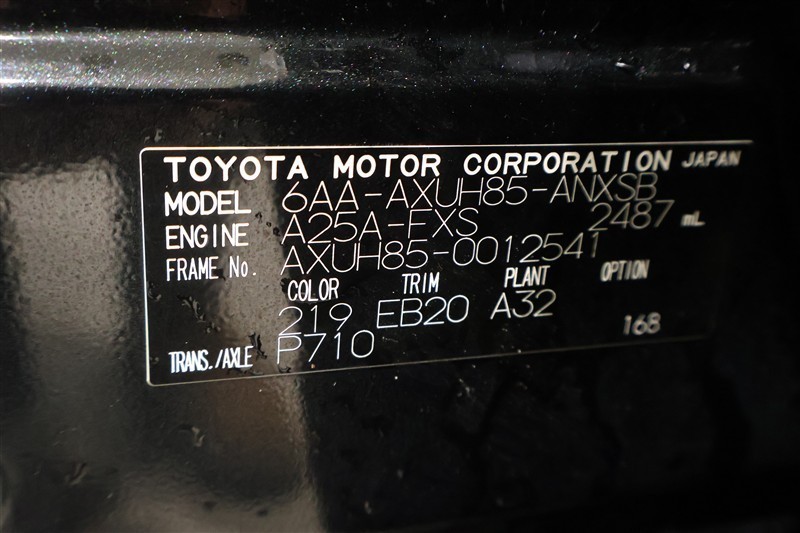 TOYOTA MOTOR CORPORATION JAPAN
MODEL 6AA-AXUH85-ANXSB
ENGINE A25A-FXS 2487 mL
FRAME No. AXUH85-0012541
COLOR TRIM PLANT OPTION
219 EB20 A32
TRANS./AXLE P710 168